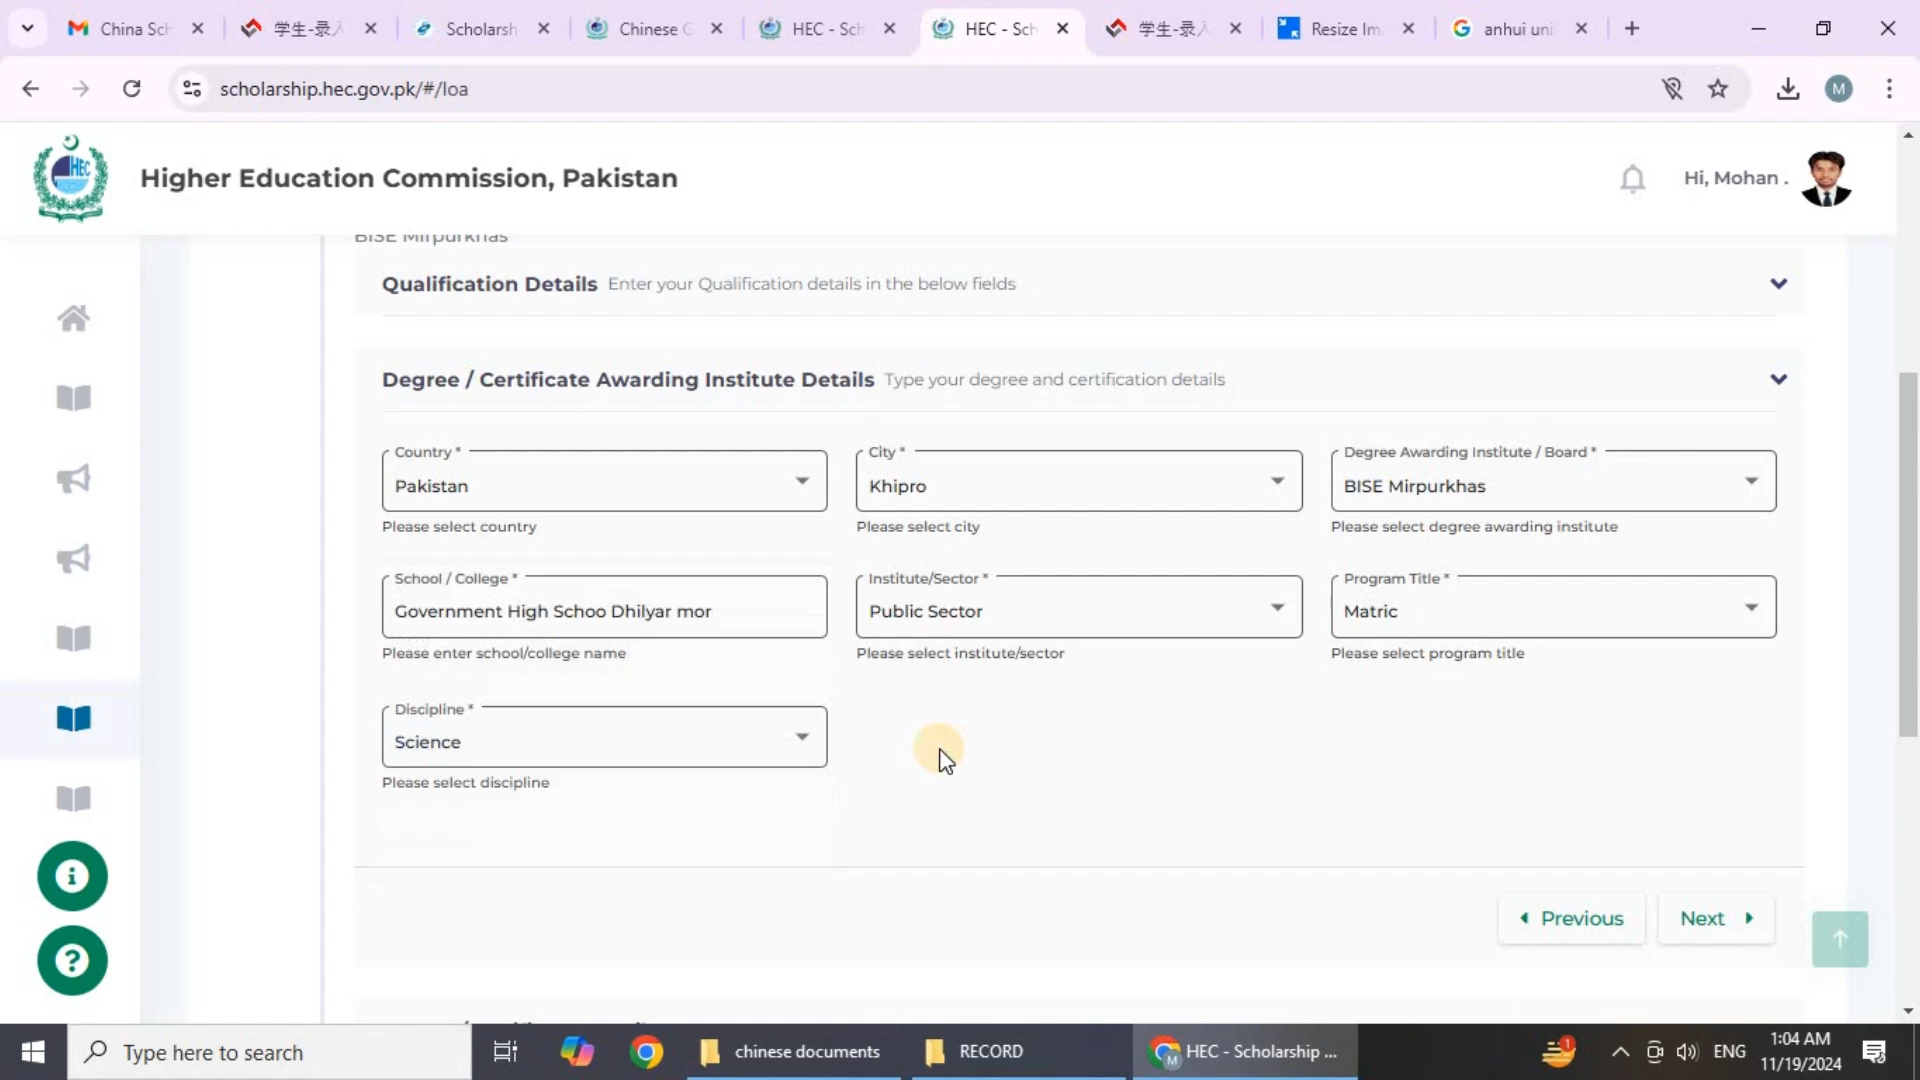 China Sch
学生-录入
Scholarsh
Chinese G
HEC - Sch
HEC - Sch
学生-录入
Resize Im
anhui uni
scholarship.hec.gov.pk/#/loa
M
HEC
Higher Education Commission, Pakistan
Hi, Mohan .
BISE Mirpurkhas
Qualification Details Enter your Qualification details in the below fields
Degree / Certificate Awarding Institute Details Type your degree and certification details
Country *
City *
Degree Awarding Institute / Board *
Pakistan
Khipro
BISE Mirpurkhas
Please select country
Please select city
Please select degree awarding institute
School / College *
Institute/Sector *
Program Title *
Government High Schoo Dhilyar mor
Public Sector
Matric
Please enter school/college name
Please select institute/sector
Please select program title
Discipline *
Science
Please select discipline
Previous
Next
Type here to search
chinese documents
RECORD
HEC - Scholarship ...
1
ENG
1:04 AM
11/19/2024